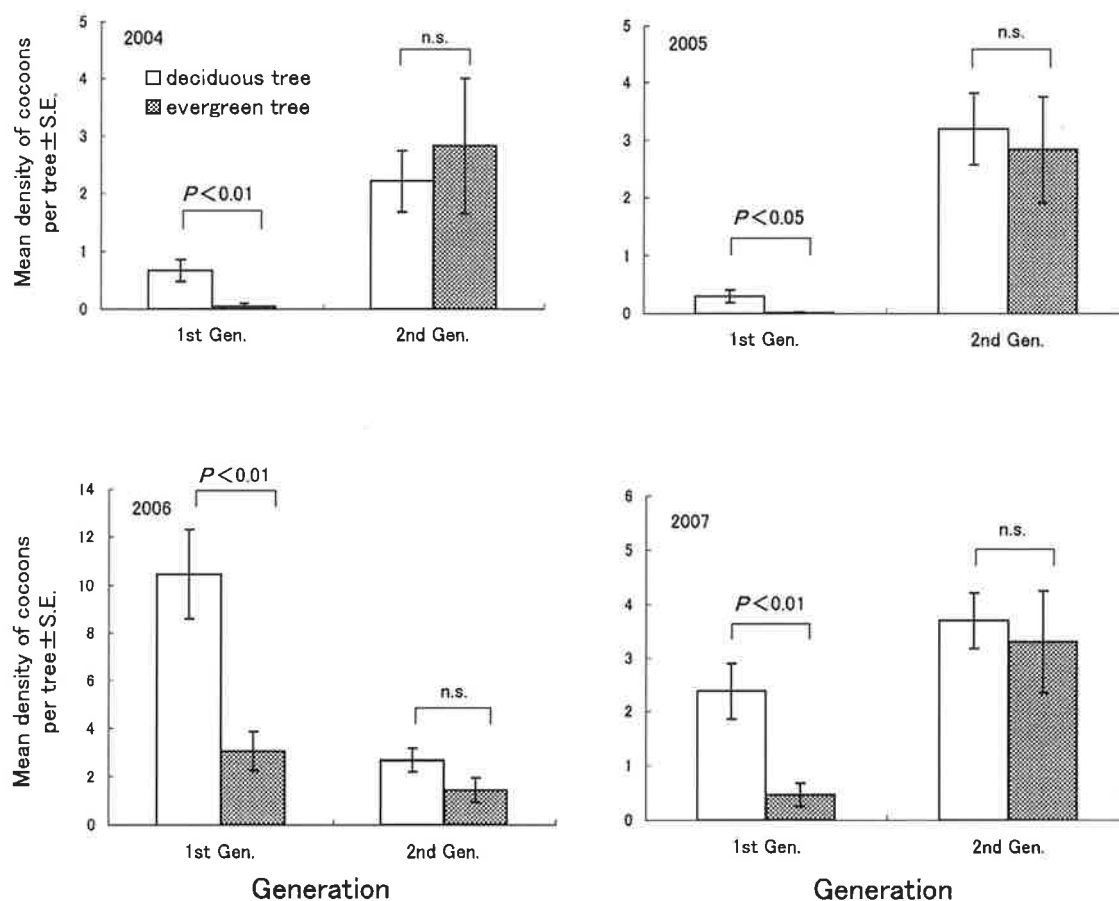 Mean density of cocoons
per tree±S.E.
5
4
3
2
1
0
2004
deciduous tree
evergreen tree
P<0.01
n.s.
1st Gen.
2nd Gen.
5
4
3
2
1
0
2005
P<0.05
n.s.
1st Gen.
2nd Gen.
Mean density of cocoons
per tree±S.E.
14
12
10
8
6
4
2
0
2006
P<0.01
n.s.
1st Gen.
2nd Gen.
Generation
6
5
4
3
2
1
0
2007
P<0.01
n.s.
1st Gen.
2nd Gen.
Generation